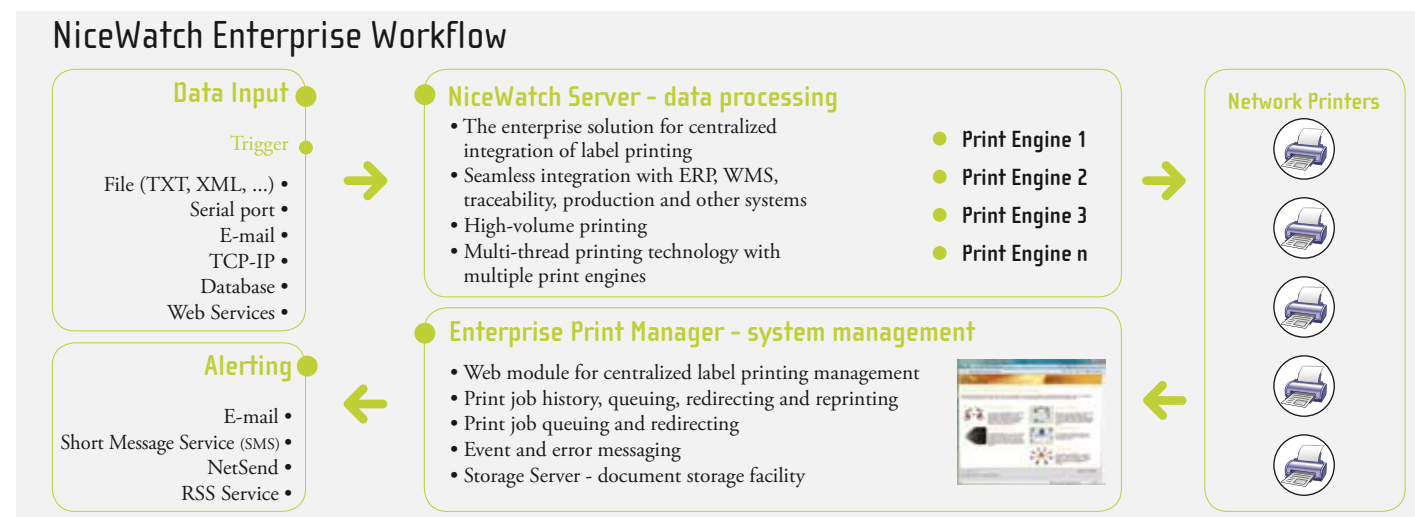 NiceWatch Enterprise Workflow
Data Input
Trigger
File (TXT, XML, ...) •
Serial port •
E-mail •
TCP-IP •
Database •
Web Services •
NiceWatch Server - data processing
• The enterprise solution for centralized
integration of label printing
• Seamless integration with ERP, WMS,
traceability, production and other systems
• High-volume printing
• Multi-thread printing technology with
multiple print engines
Print Engine 1
Print Engine 2
Print Engine 3
Print Engine n
Network Printers
Enterprise Print Manager - system management
• Web module for centralized label printing management
• Print job history, queuing, redirecting and reprinting
• Print job queuing and redirecting
• Event and error messaging
• Storage Server - document storage facility
Alerting
E-mail •
Short Message Service (SMS) •
NetSend •
RSS Service •